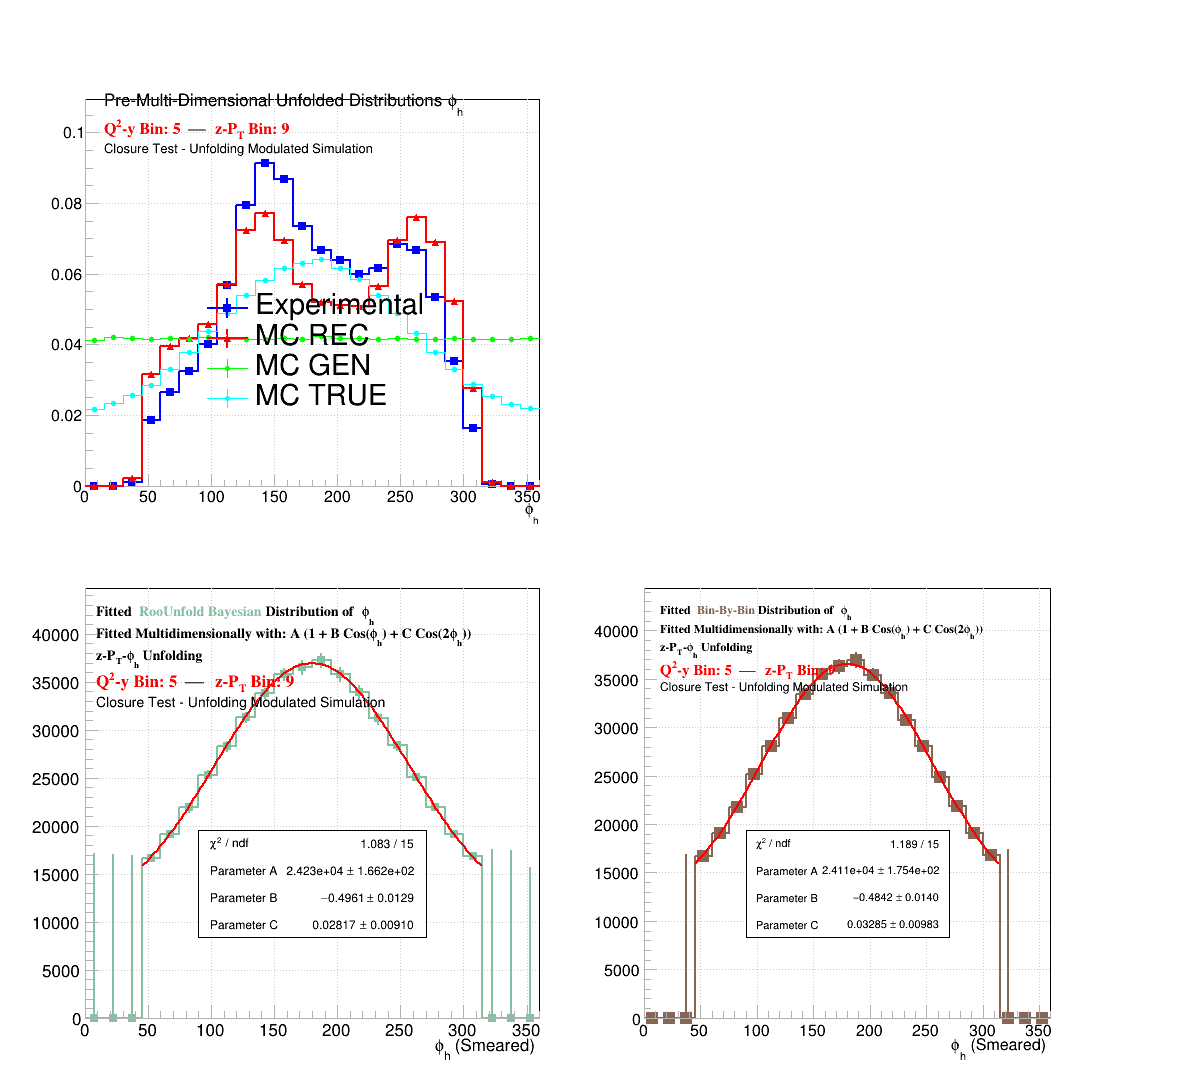 Pre-Multi-Dimensional Unfolded Distributions ϕh
Q²-y Bin: 5 — z-PT Bin: 9
Closure Test - Unfolding Modulated Simulation
0.1
0.08
0.06
0.04
0.02
0
Experimental
MC REC
MC GEN
MC TRUE
0 50 100 150 200 250 300 350
ϕh
Fitted RooUnfold Bayesian Distribution of ϕh
Fitted Multidimensionally with: A (1 + B Cos(ϕh) + C Cos(2ϕh))
z-PT-ϕh Unfolding
Q²-y Bin: 5 — z-PT Bin: 9
Closure Test - Unfolding Modulated Simulation
40000
35000
30000
25000
20000
15000
10000
5000
0
χ² / ndf 1.083 / 15
Parameter A 2.423e+04 ± 1.662e+02
Parameter B −0.4961 ± 0.0129
Parameter C 0.02817 ± 0.00910
0 50 100 150 200 250 300 350
ϕh (Smeared)
Fitted Bin-By-Bin Distribution of ϕh
Fitted Multidimensionally with: A (1 + B Cos(ϕh) + C Cos(2ϕh))
z-PT-ϕh Unfolding
Q²-y Bin: 5 — z-PT Bin: 9
Closure Test - Unfolding Modulated Simulation
40000
35000
30000
25000
20000
15000
10000
5000
0
χ² / ndf 1.189 / 15
Parameter A 2.411e+04 ± 1.754e+02
Parameter B −0.4842 ± 0.0140
Parameter C 0.03285 ± 0.00983
0 50 100 150 200 250 300 350
ϕh (Smeared)